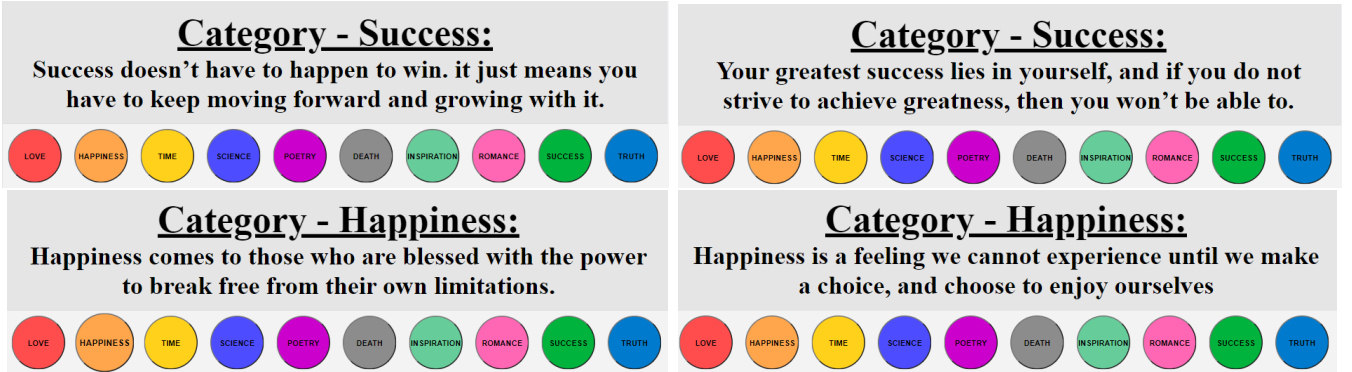 Category - Success:
Success doesn’t have to happen to win. it just means you
have to keep moving forward and growing with it.
LOVE HAPPINESS TIME SCIENCE POETRY DEATH INSPIRATION ROMANCE SUCCESS TRUTH
Category - Success:
Your greatest success lies in yourself, and if you do not
strive to achieve greatness, then you won’t be able to.
LOVE HAPPINESS TIME SCIENCE POETRY DEATH INSPIRATION ROMANCE SUCCESS TRUTH
Category - Happiness:
Happiness comes to those who are blessed with the power
to break free from their own limitations.
LOVE HAPPINESS TIME SCIENCE POETRY DEATH INSPIRATION ROMANCE SUCCESS TRUTH
Category - Happiness:
Happiness is a feeling we cannot experience until we make
a choice, and choose to enjoy ourselves
LOVE HAPPINESS TIME SCIENCE POETRY DEATH INSPIRATION ROMANCE SUCCESS TRUTH